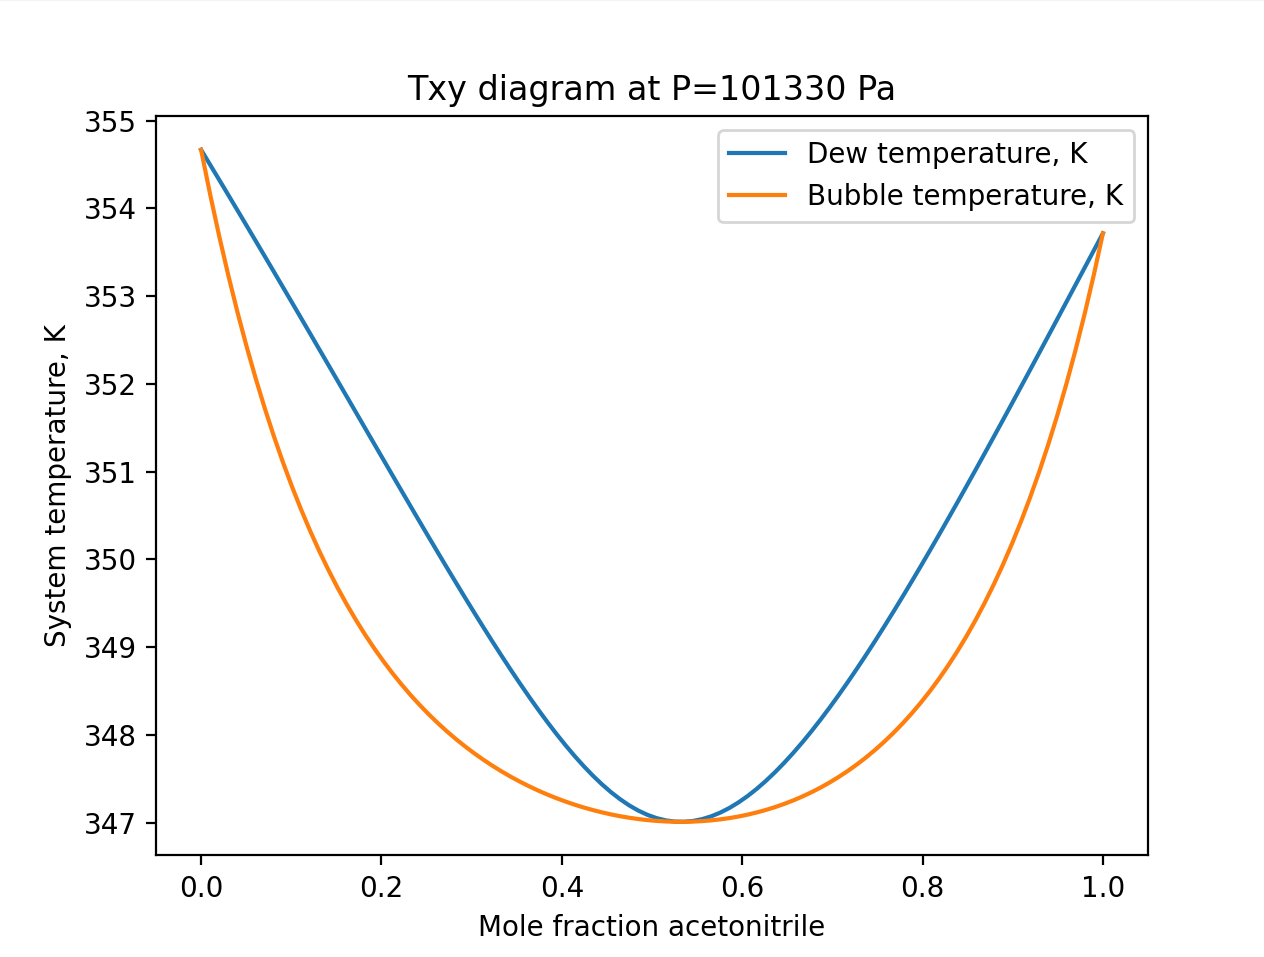 Txy diagram at P=101330 Pa
Dew temperature, K
Bubble temperature, K
355
354
353
352
351
350
349
348
347
System temperature, K
0.0 0.2 0.4 0.6 0.8 1.0
Mole fraction acetonitrile